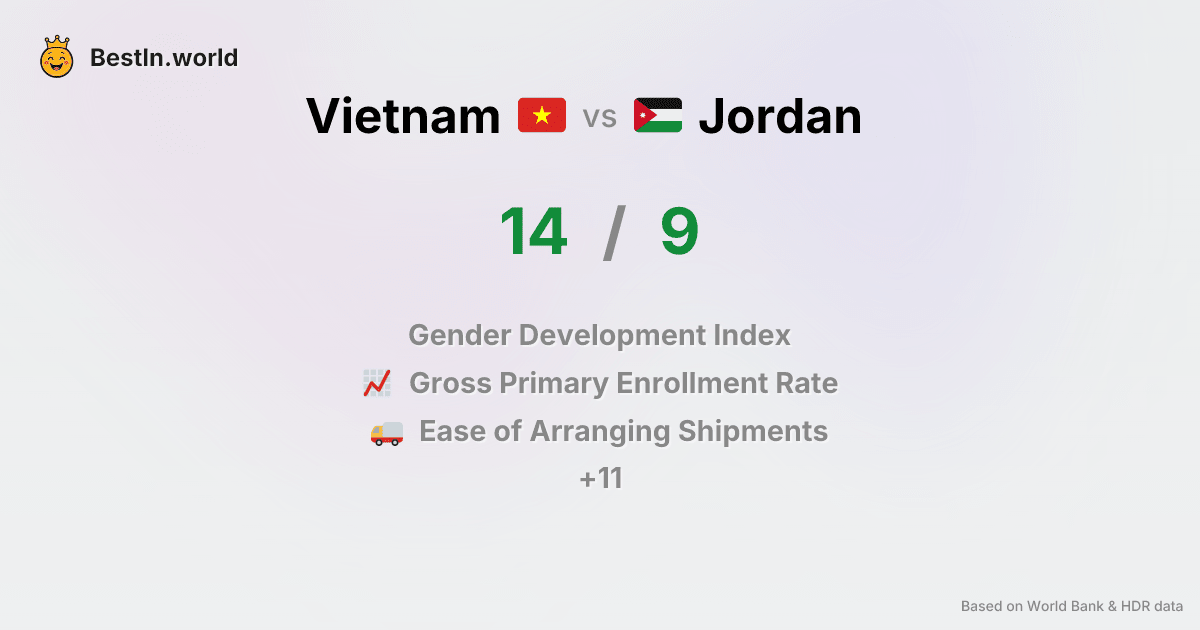 BestIn.world
Vietnam vs Jordan
14 / 9
Gender Development Index
Gross Primary Enrollment Rate
Ease of Arranging Shipments
+11
Based on World Bank & HDR data